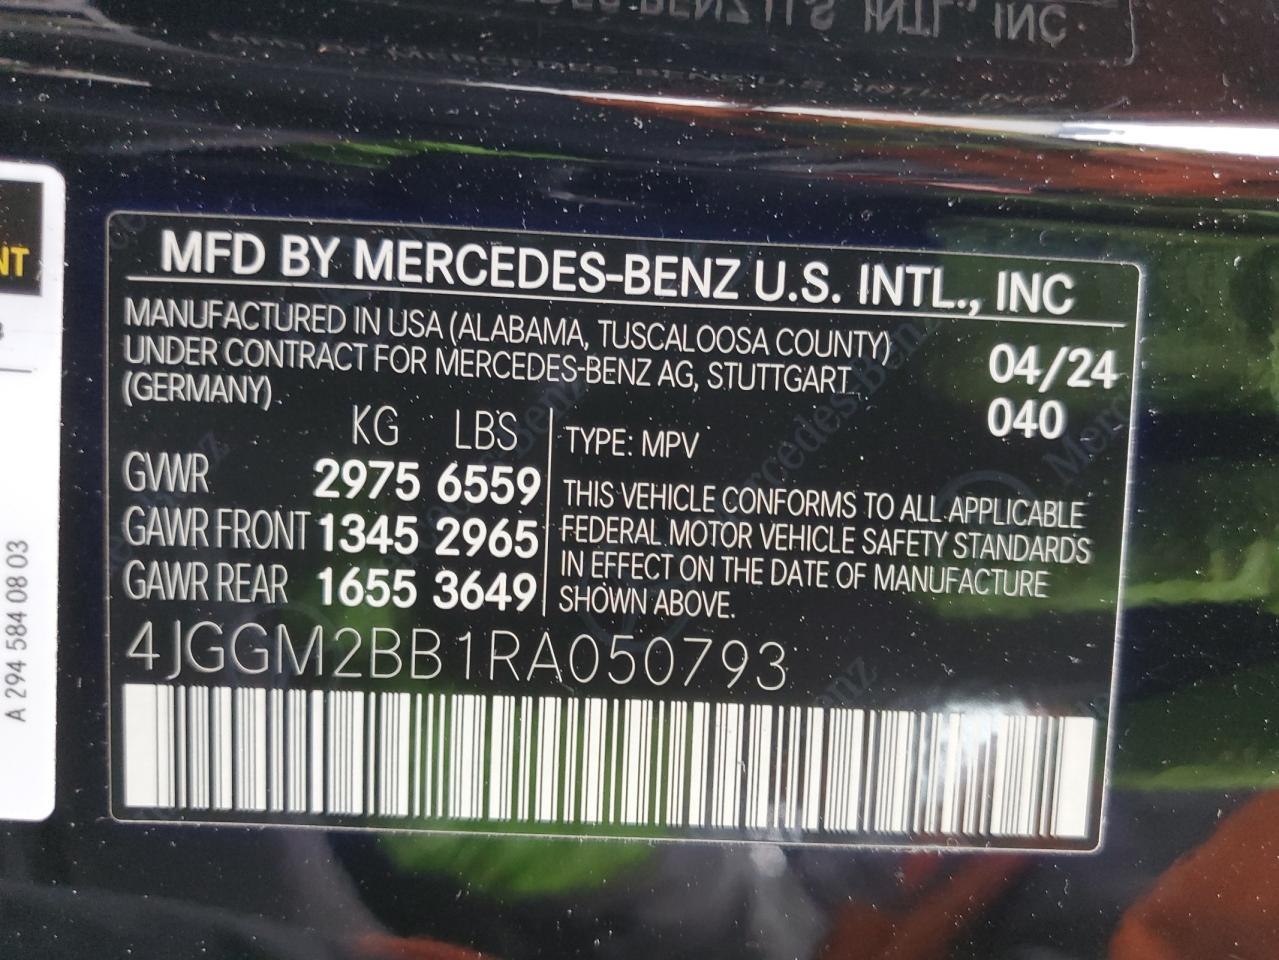 MFD BY MERCEDES-BENZ U.S. INTL., INC
MANUFACTURED IN USA (ALABAMA, TUSCALOOSA COUNTY)
UNDER CONTRACT FOR MERCEDES-BENZ AG, STUTTGART
(GERMANY).
04/24
040
KG LBS
GVWR 2975 6559
GAWR FRONT 1345 2965
GAWR REAR 1655 3649
TYPE: MPV
THIS VEHICLE CONFORMS TO ALL APPLICABLE
FEDERAL MOTOR VEHICLE SAFETY STANDARDS
IN EFFECT ON THE DATE OF MANUFACTURE
SHOWN ABOVE.
4JGGM2BB1RA050793
A 294 584 08 03
NT